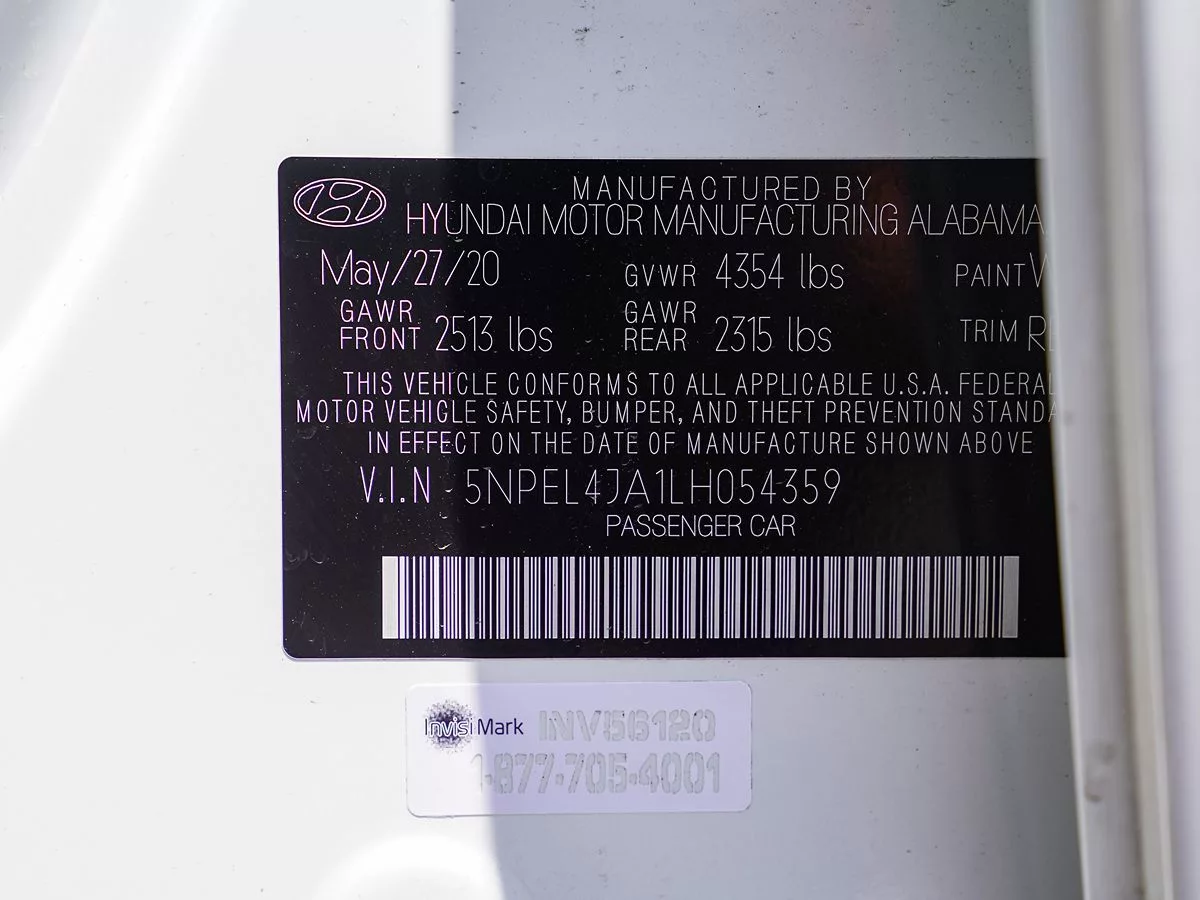 MANUFACTURED BY
HYUNDAI MOTOR MANUFACTURING ALABAMA
May/27/20 GVWR 4354 lbs PAINT
GAWR FRONT 2513 lbs GAWR REAR 2315 lbs TRIM
THIS VEHICLE CONFORMS TO ALL APPLICABLE U.S.A. FEDERAL
MOTOR VEHICLE SAFETY, BUMPER, AND THEFT PREVENTION STANDA
IN EFFECT ON THE DATE OF MANUFACTURE SHOWN ABOVE
V.I.N 5NPEL4JA1LH054359
PASSENGER CAR
InvisiMark INV56120
1-877-705-4001